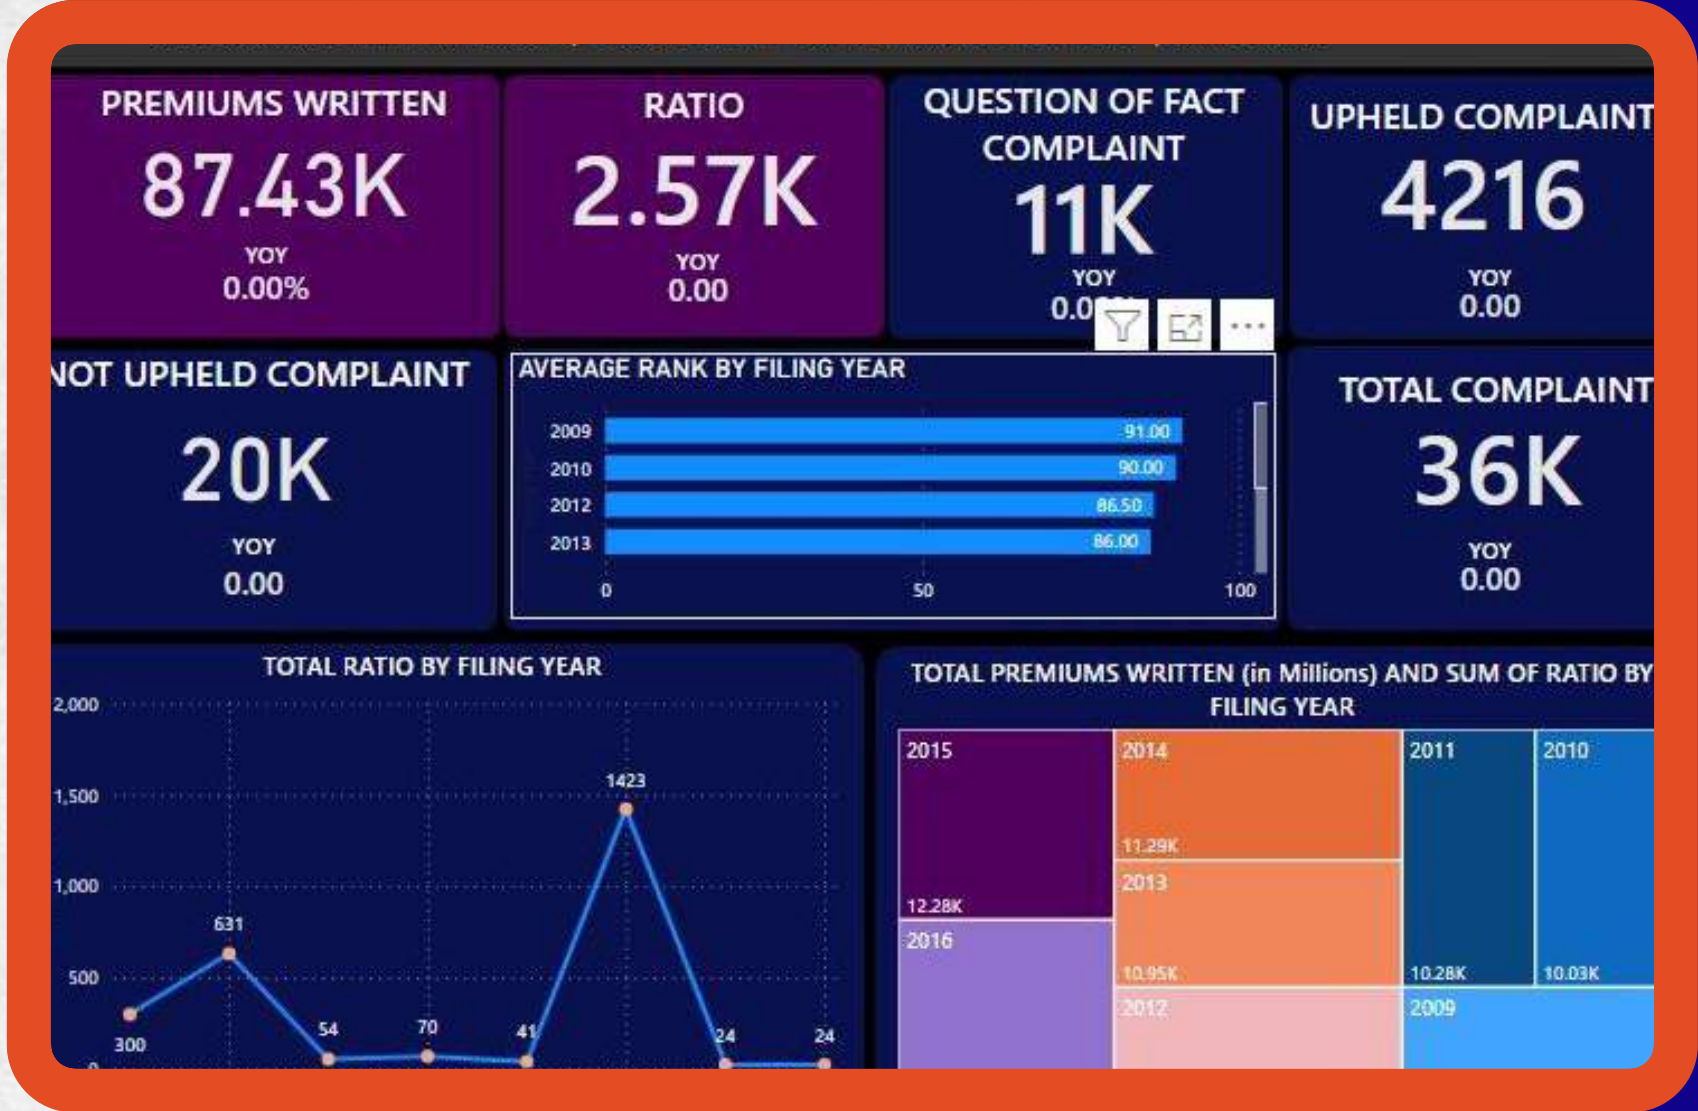 PREMIUMS WRITTEN
87.43K
YOY
0.00%
RATIO
2.57K
YOY
0.00
QUESTION OF FACT
COMPLAINT
11K
YOY
0.0
UPHELD COMPLAINT
4216
YOY
0.00
NOT UPHELD COMPLAINT
20K
YOY
0.00
AVERAGE RANK BY FILING YEAR
2009 91.00
2010 90.00
2012 86.50
2013 86.00
0 50 100
TOTAL COMPLAINT
36K
YOY
0.00
TOTAL RATIO BY FILING YEAR
2,000
1,500
1,000
500
0
300
631
54
70
41
1423
24
24
TOTAL PREMIUMS WRITTEN (in Millions) AND SUM OF RATIO BY
FILING YEAR
2015
12.28K
2016
2014
11.29K
2013
10.95K
2012
2011
10.28K
2010
10.03K
2009